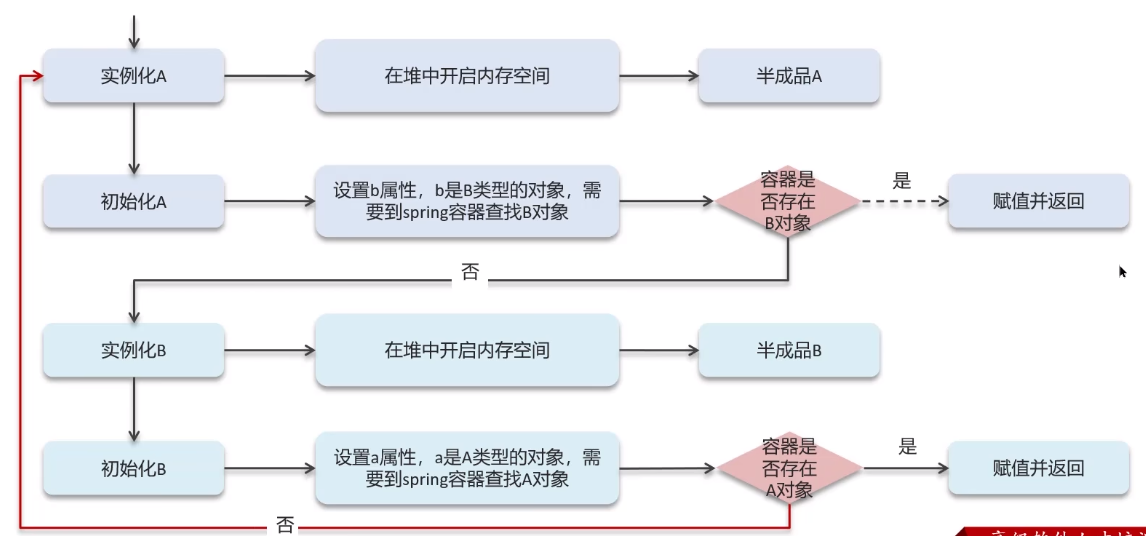 实例化A
在堆中开启内存空间
半成品A
初始化A
设置b属性，b是B类型的对象，需
要到spring容器查找B对象
容器是
否存在
B对象
是
赋值并返回
否
实例化B
在堆中开启内存空间
半成品B
初始化B
设置a属性，a是A类型的对象，需
要到spring容器查找A对象
容器是
否存在
A对象
是
赋值并返回
否